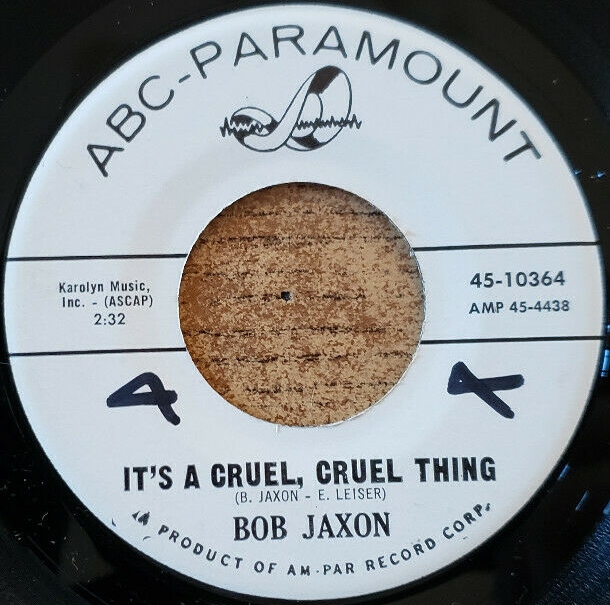 ABC-PARAMOUNT
Karolyn Music,
Inc. - (ASCAP)
2:32
45-10364
AMP 45-4438
4
IT'S A CRUEL, CRUEL THING
(B. JAXON - E. LEISER)
BOB JAXON
A PRODUCT OF AM-PAR RECORD CORP.